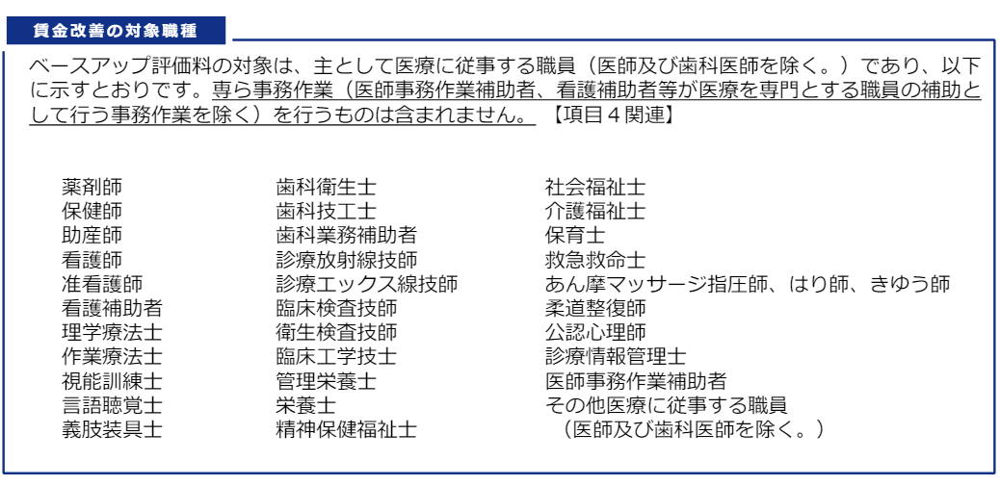 賃金改善の対象職種
ベースアップ評価料の対象は、主として医療に従事する職員（医師及び歯科医師を除く。）であり、以下
に示すとおりです。専ら事務作業（医師事務作業補助者、看護補助者等が医療を専門とする職員の補助と
して行う事務作業を除く）を行うものは含まれません。【項目４関連】
薬剤師
保健師
助産師
看護師
准看護師
看護補助者
理学療法士
作業療法士
視能訓練士
言語聴覚士
義肢装具士
歯科衛生士
歯科技工士
歯科業務補助者
診療放射線技師
診療エックス線技師
臨床検査技師
衛生検査技師
臨床工学技士
管理栄養士
栄養士
精神保健福祉士
社会福祉士
介護福祉士
保育士
救急救命士
あん摩マッサージ指圧師、はり師、きゆう師
柔道整復師
公認心理師
診療情報管理士
医師事務作業補助者
その他医療に従事する職員
（医師及び歯科医師を除く。）